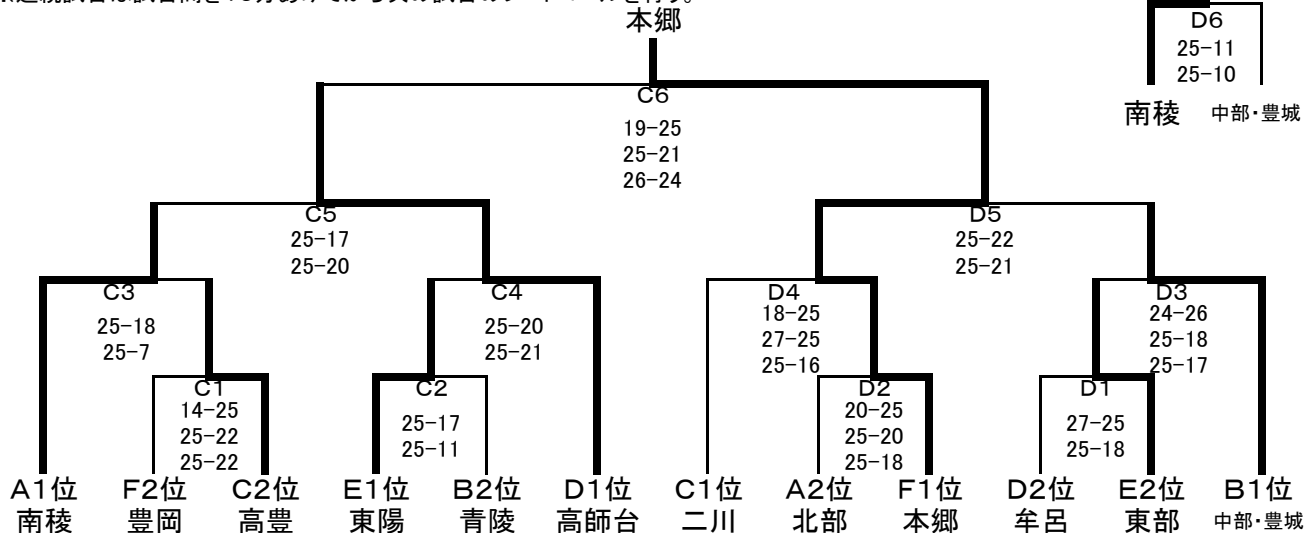 本郷
D6
25-11
25-10
南稜 中部・豊城
C6
19-25
25-21
26-24
C5
25-17
25-20
D5
25-22
25-21
C3
25-18
25-7
C4
25-20
25-21
D4
18-25
27-25
25-16
D3
24-26
25-18
25-17
C1
14-25
25-22
25-22
C2
25-17
25-11
D2
20-25
25-20
25-18
D1
27-25
25-18
A1位 F2位 C2位 E1位 B2位 D1位 C1位 A2位 F1位 D2位 E2位 B1位
南稜 豊岡 高豊 東陽 青陵 高師台 二川 北部 本郷 牟呂 東部 中部・豊城